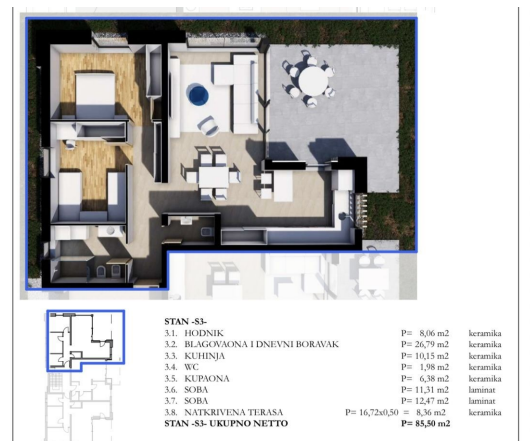 STAN -S3-
3.1. HODNIK P= 8,06 m2 keramika
3.2. BLAGOVAONA I DNEVNI BORAVAK P= 26,79 m2 keramika
3.3. KUHINJA P= 10,15 m2 keramika
3.4. WC P= 1,98 m2 keramika
3.5. KUPAONA P= 6,38 m2 keramika
3.6. SOBA P= 11,31 m2 laminat
3.7. SOBA P= 12,47 m2 laminat
3.8. NATKRIVENA TERASA P= 16,72x0,50 = 8,36 m2 keramika
STAN -S3- UKUPNO NETTO P= 85,50 m2